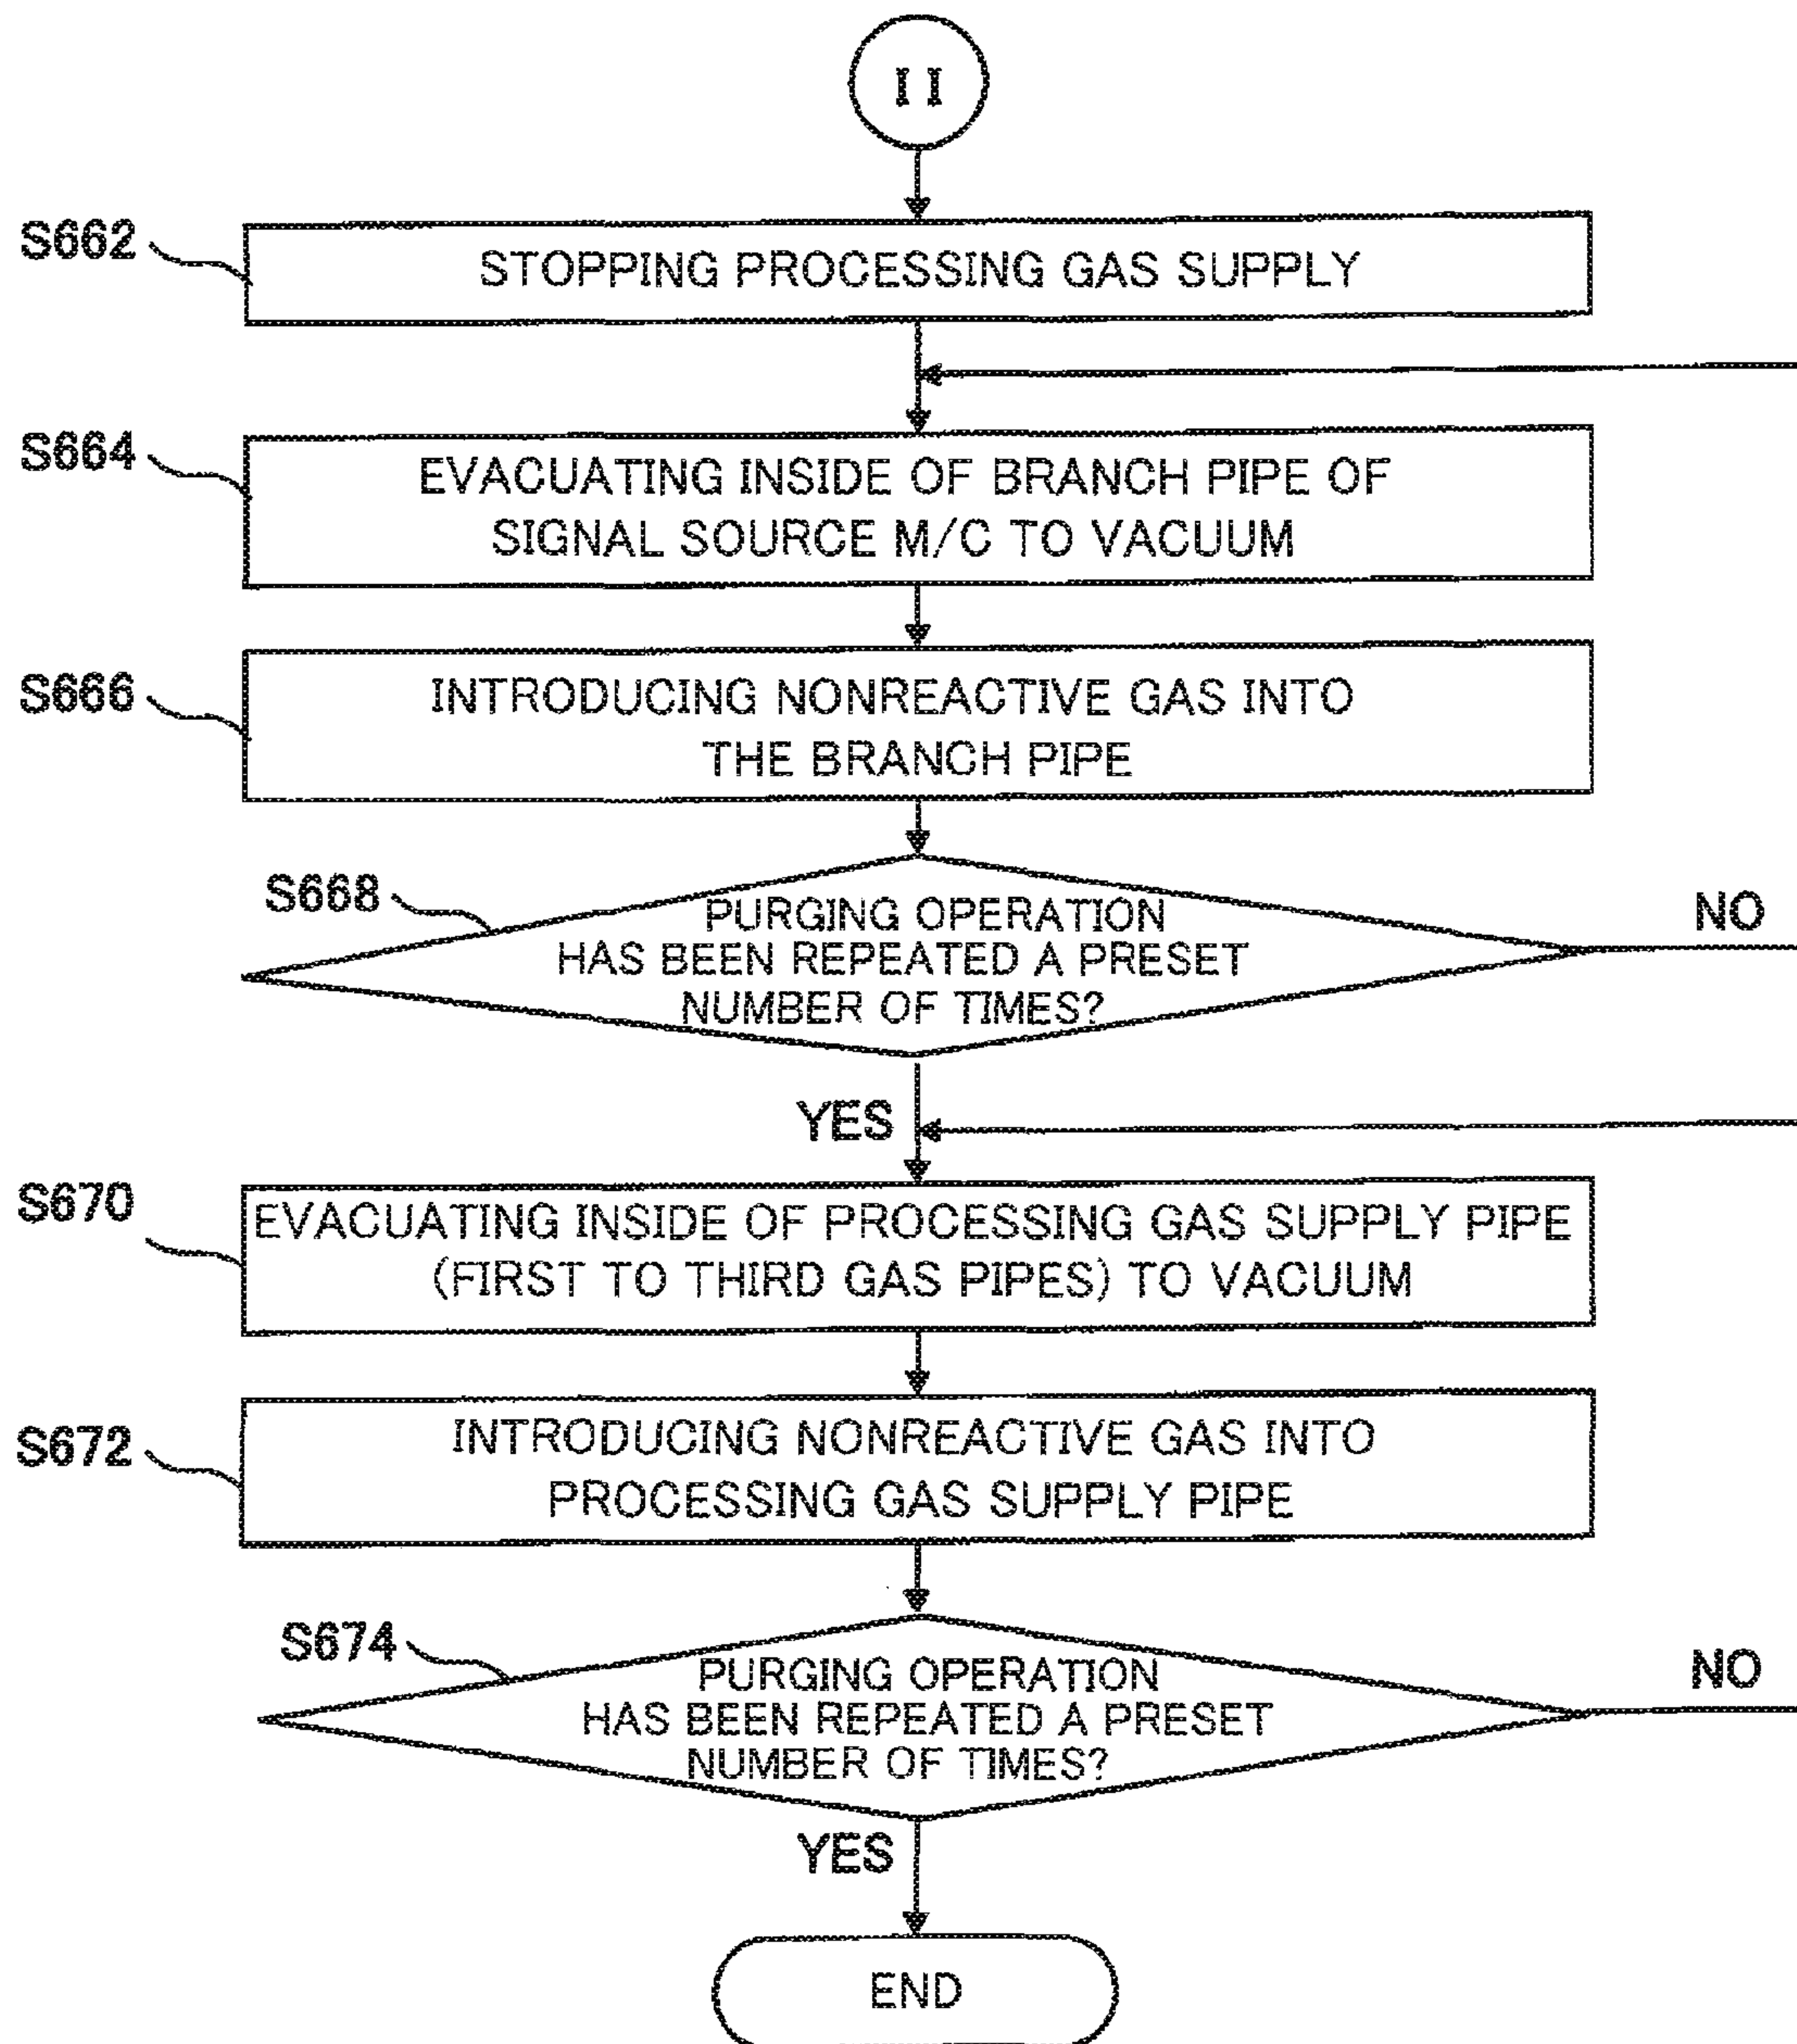 II
S662
STOPPING PROCESSING GAS SUPPLY
S664
EVACUATING INSIDE OF BRANCH PIPE OF
SIGNAL SOURCE M/C TO VACUUM
S666
INTRODUCING NONREACTIVE GAS INTO
THE BRANCH PIPE
S668
PURGING OPERATION
HAS BEEN REPEATED A PRESET
NUMBER OF TIMES?
NO
YES
S670
EVACUATING INSIDE OF PROCESSING GAS SUPPLY PIPE
(FIRST TO THIRD GAS PIPES) TO VACUUM
S672
INTRODUCING NONREACTIVE GAS INTO
PROCESSING GAS SUPPLY PIPE
S674
PURGING OPERATION
HAS BEEN REPEATED A PRESET
NUMBER OF TIMES?
NO
YES
END